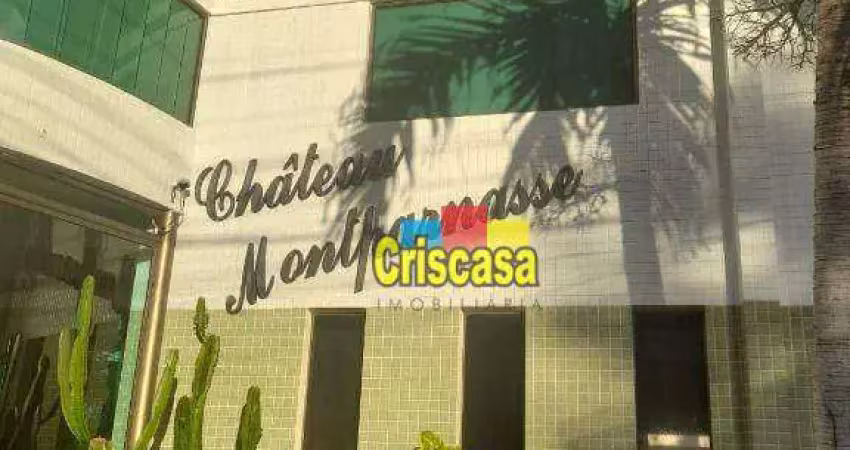 Château
Montparnasse
Criscasa
IMOBILIÁRIA